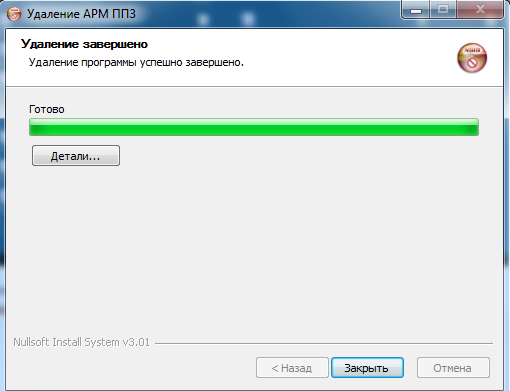 Удаление АРМ ППЗ
Удаление завершено
Удаление программы успешно завершено.
Готово
Детали...
Nullsoft Install System v3.01
< Назад
Закрыть
Отмена